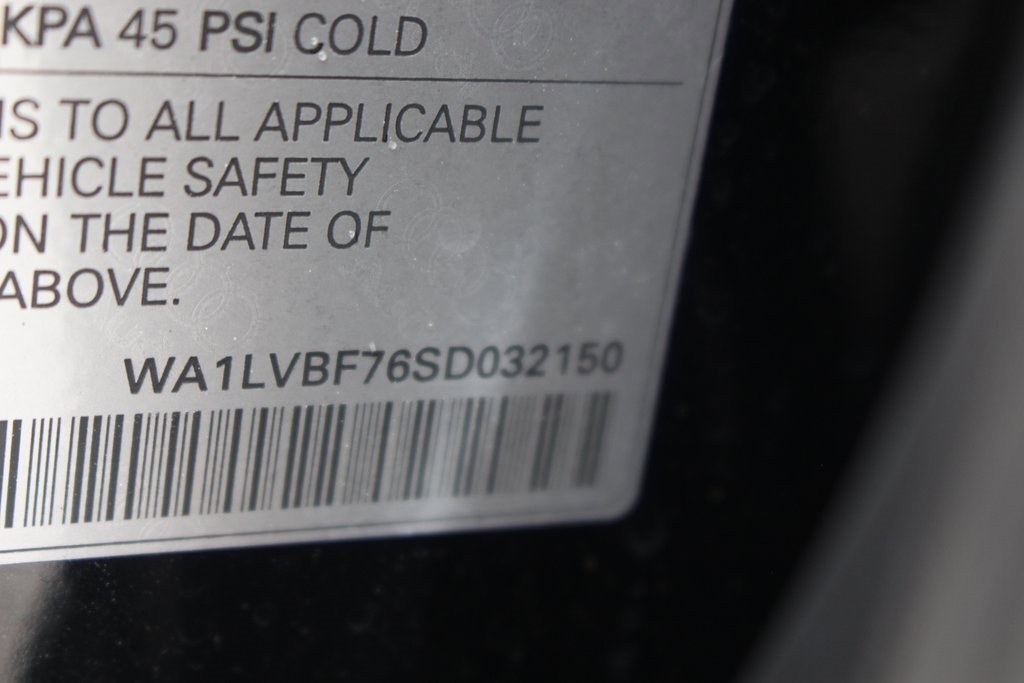 KPA 45 PSI COLD
IS TO ALL APPLICABLE
EHICLE SAFETY
ON THE DATE OF
ABOVE.
WA1LVBF76SD032150